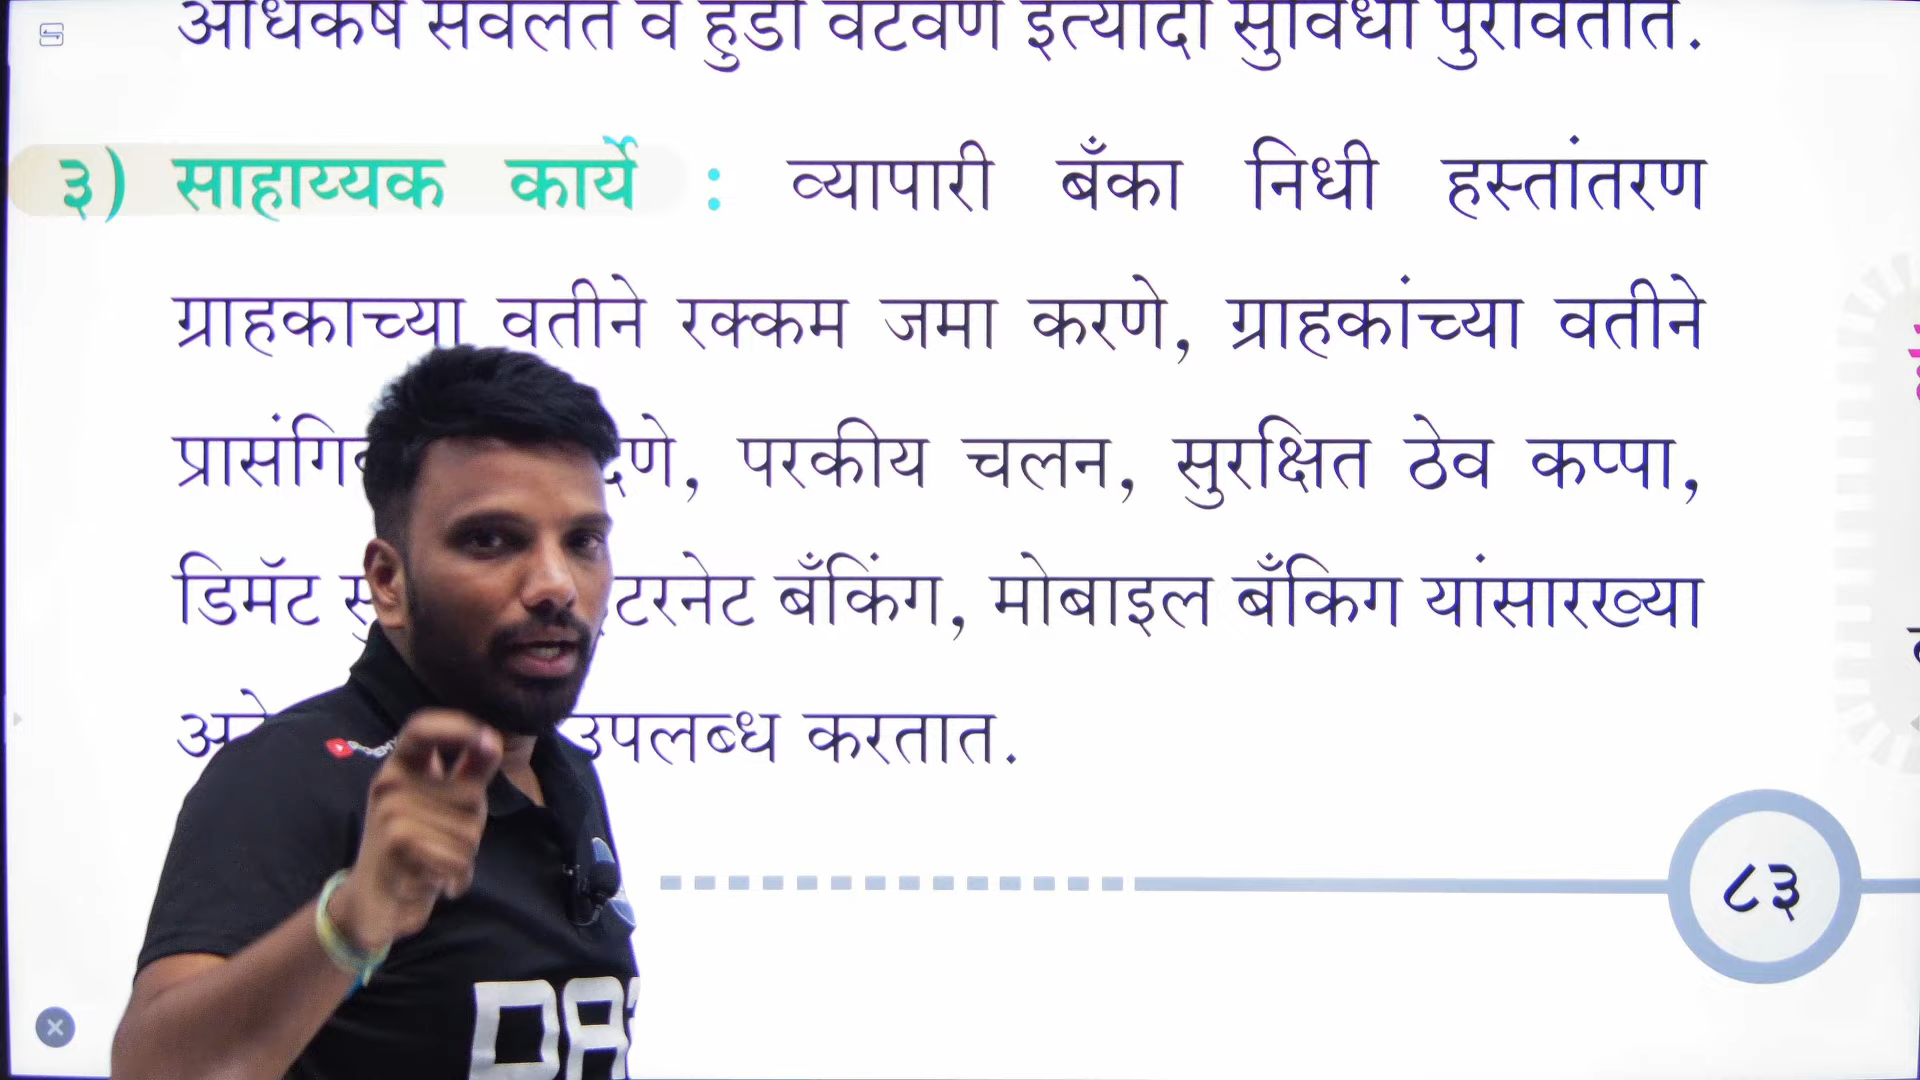 अधिकर्ष सवलत व हुंडी वटवणे इत्यादी सुविधा पुरवितात.
३) साहाय्यक कार्ये : व्यापारी बँका निधी हस्तांतरण
ग्राहकाच्या वतीने रक्कम जमा करणे, ग्राहकांच्या वतीने
परकीय चलन, सुरक्षित ठेव कप्पा,
डिमॅट बँकिंग, मोबाइल बँकिग यांसारख्या
उपलब्ध करतात.
८३